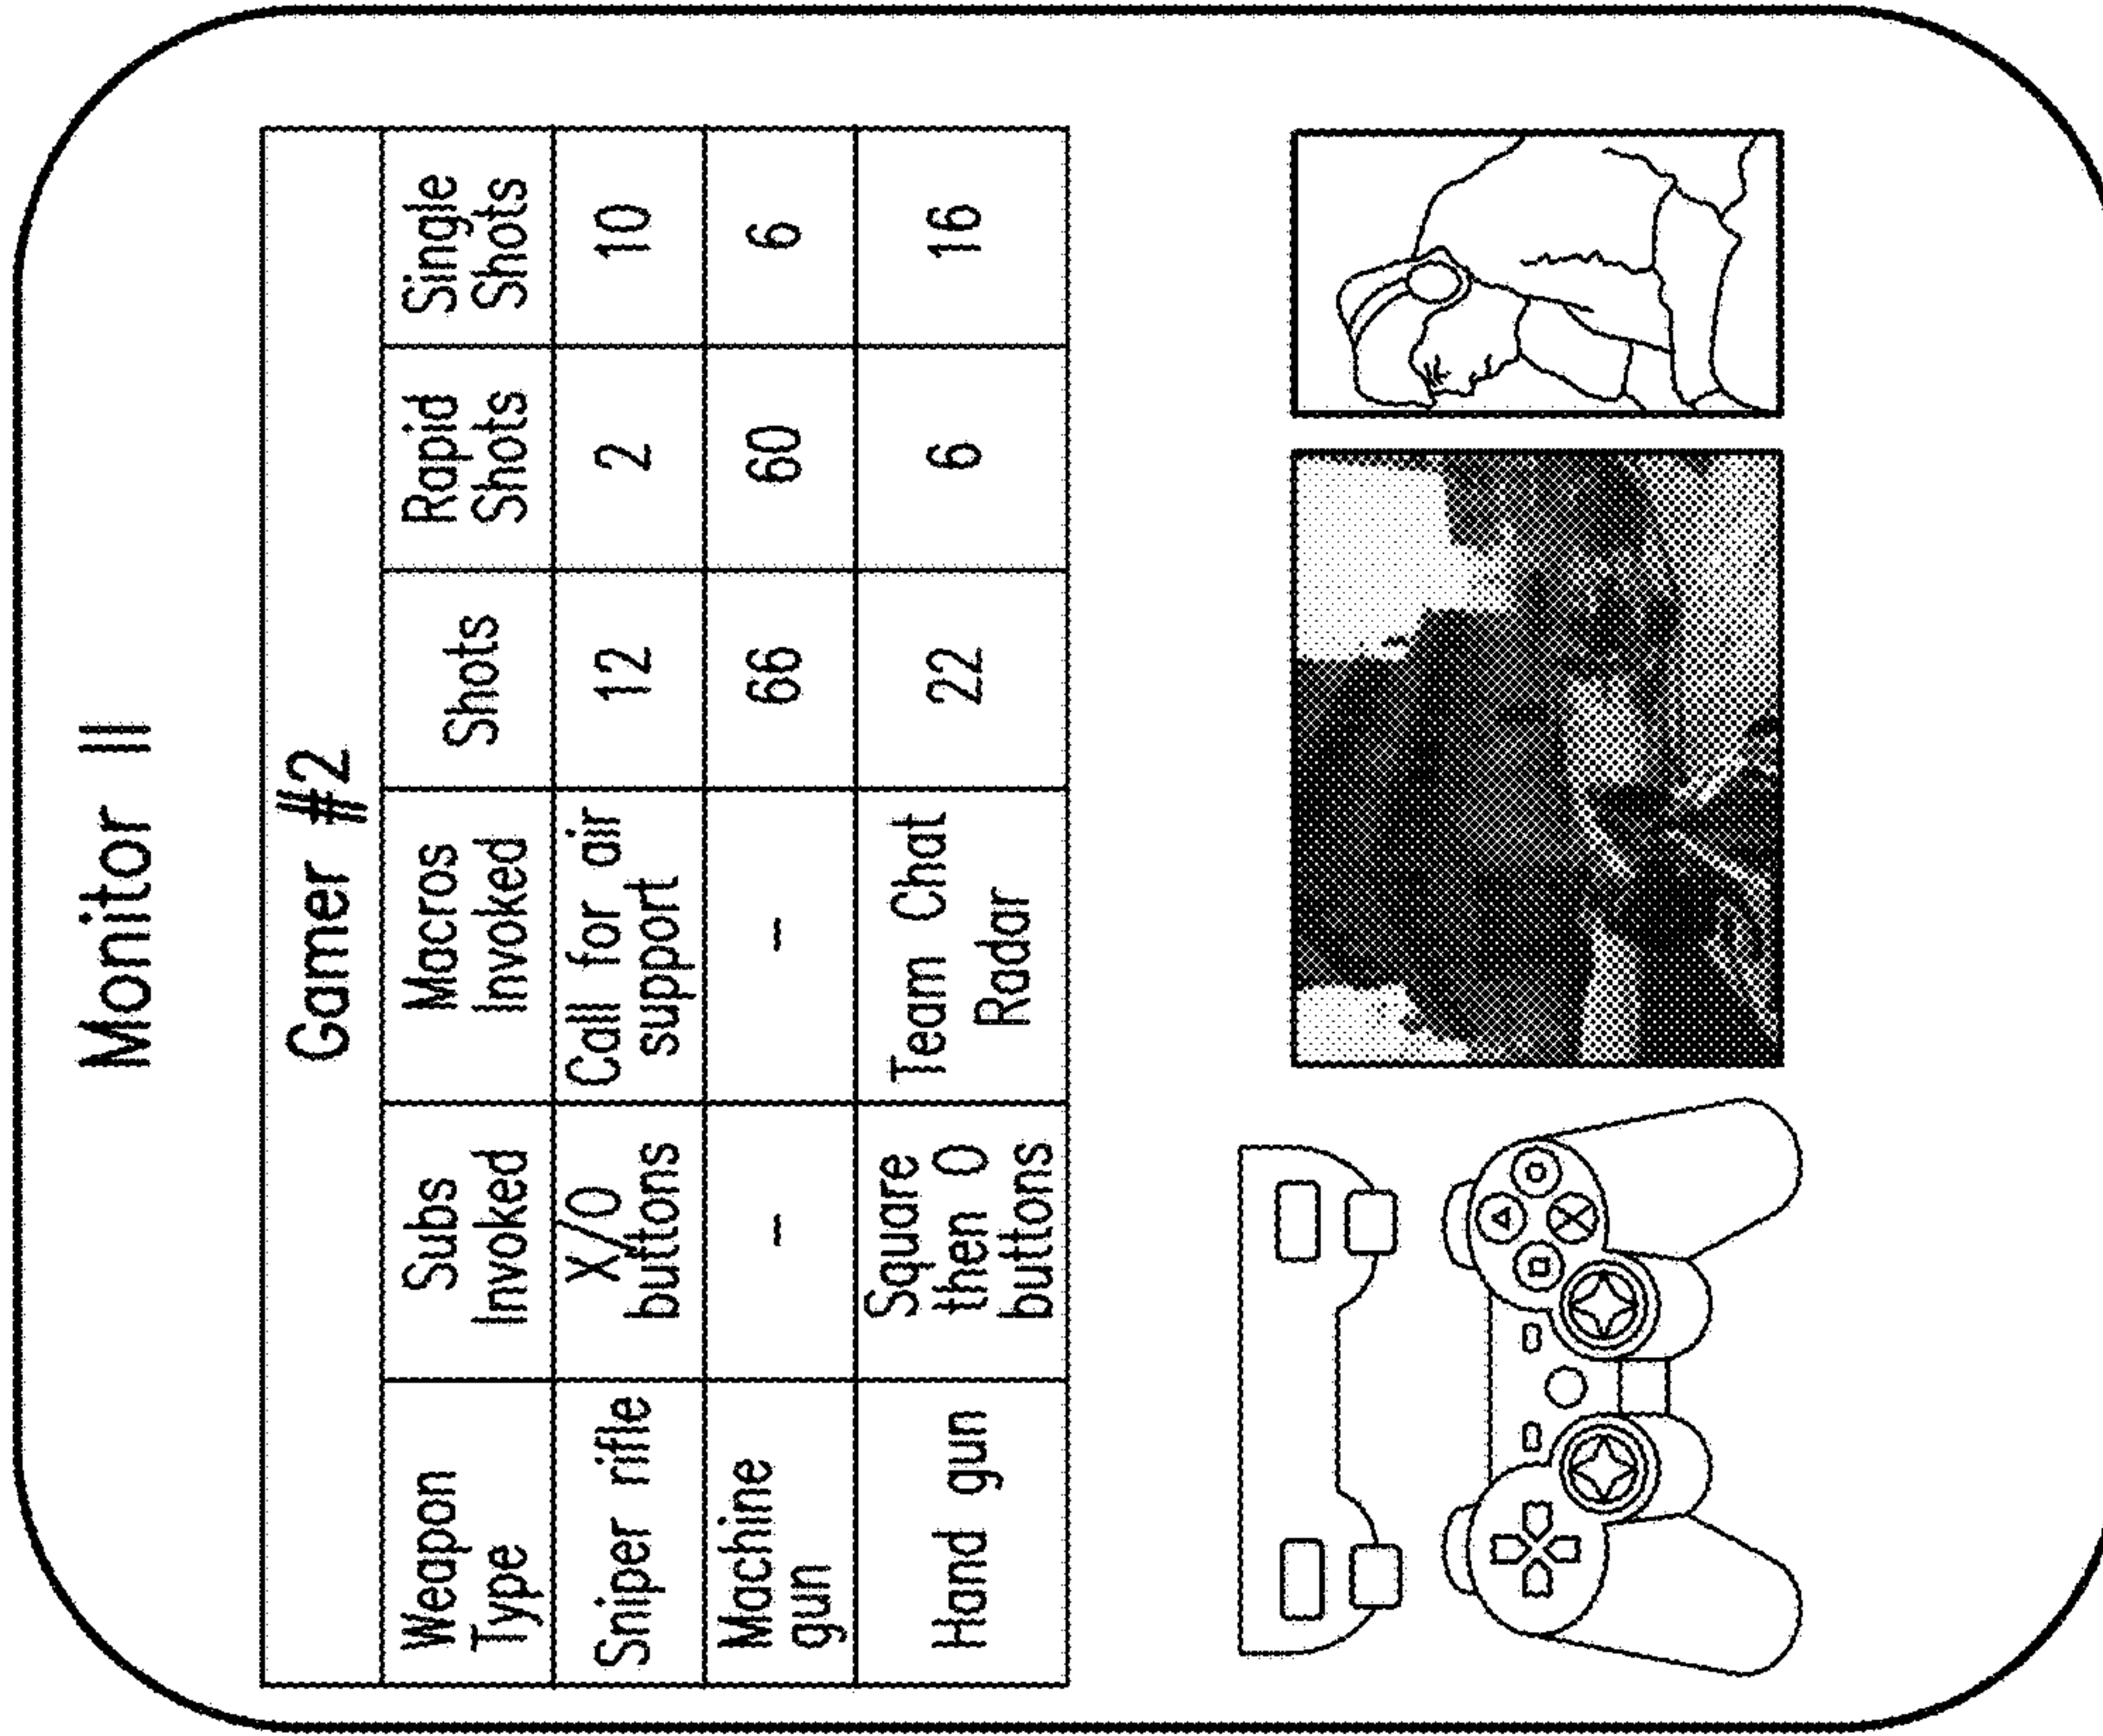 Monitor II
Gamer #2
Weapon Type | Subs Invoked | Macros Invoked | Shots | Rapid Shots | Single Shots
Sniper rifle | X/O buttons | Call for air support | 12 | 2 | 10
Machine gun | - | - | 66 | 60 | 6
Hand gun | Square then O buttons | Team Chat Radar | 22 | 6 | 16